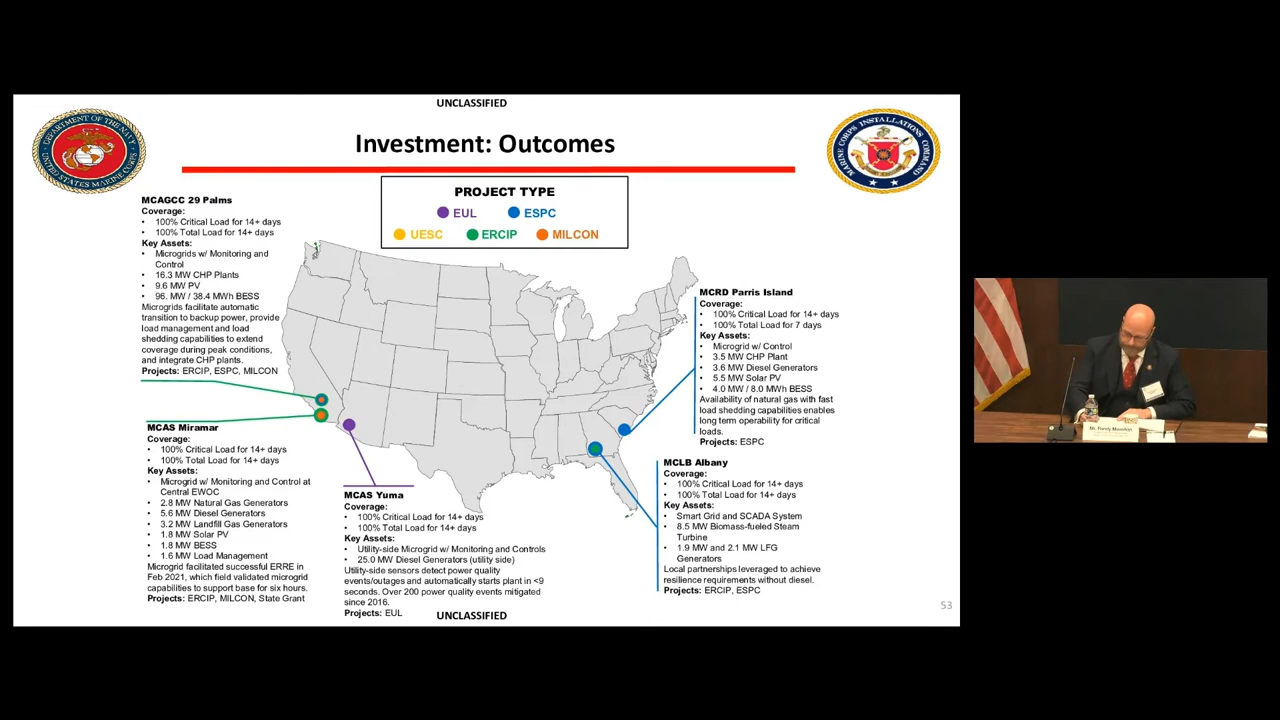 UNCLASSIFIED
DEPARTMENT OF THE NAVY
UNITED STATES MARINE CORPS
Investment: Outcomes
MARINE CORPS INSTALLATIONS COMMAND
PROJECT TYPE
EUL
ESPC
UESC
ERCIP
MILCON
MCAGCC 29 Palms
Coverage:
• 100% Critical Load for 14+ days
• 100% Total Load for 14+ days
Key Assets:
• Microgrids w/ Monitoring and
Control
• 16.3 MW CHP Plants
• 9.6 MW PV
• 96. MW / 38.4 MWh BESS
Microgrids facilitate automatic
transition to backup power, provide
load management and load
shedding capabilities to extend
coverage during peak conditions,
and integrate CHP plants.
Projects: ERCIP, ESPC, MILCON
MCAS Miramar
Coverage:
• 100% Critical Load for 14+ days
• 100% Total Load for 14+ days
Key Assets:
• Microgrid w/ Monitoring and Control at
Central EWOC
• 2.8 MW Natural Gas Generators
• 5.6 MW Diesel Generators
• 3.2 MW Landfill Gas Generators
• 1.8 MW Solar PV
• 1.8 MW BESS
• 1.6 MW Load Management
Microgrid facilitated successful ERRE in
Feb 2021, which field validated microgrid
capabilities to support base for six hours.
Projects: ERCIP, MILCON, State Grant
MCAS Yuma
Coverage:
• 100% Critical Load for 14+ days
• 100% Total Load for 14+ days
Key Assets:
• Utility-side Microgrid w/ Monitoring and Controls
• 25.0 MW Diesel Generators (utility side)
Utility-side sensors detect power quality
events/outages and automatically starts plant in <9
seconds. Over 200 power quality events mitigated
since 2016.
Projects: EUL
MCRD Parris Island
Coverage:
• 100% Critical Load for 14+ days
• 100% Total Load for 7 days
Key Assets:
• Microgrid w/ Control
• 3.5 MW CHP Plant
• 3.6 MW Diesel Generators
• 5.5 MW Solar PV
• 4.0 MW / 8.0 MWh BESS
Availability of natural gas with fast
load shedding capabilities enables
long term operability for critical
loads.
Projects: ESPC
MCLB Albany
Coverage:
• 100% Critical Load for 14+ days
• 100% Total Load for 14+ days
Key Assets:
• Smart Grid and SCADA System
• 8.5 MW Biomass-fueled Steam
Turbine
• 1.9 MW and 2.1 MW LFG
Generators
Local partnerships leveraged to achieve
resilience requirements without diesel.
Projects: ERCIP, ESPC
53
UNCLASSIFIED